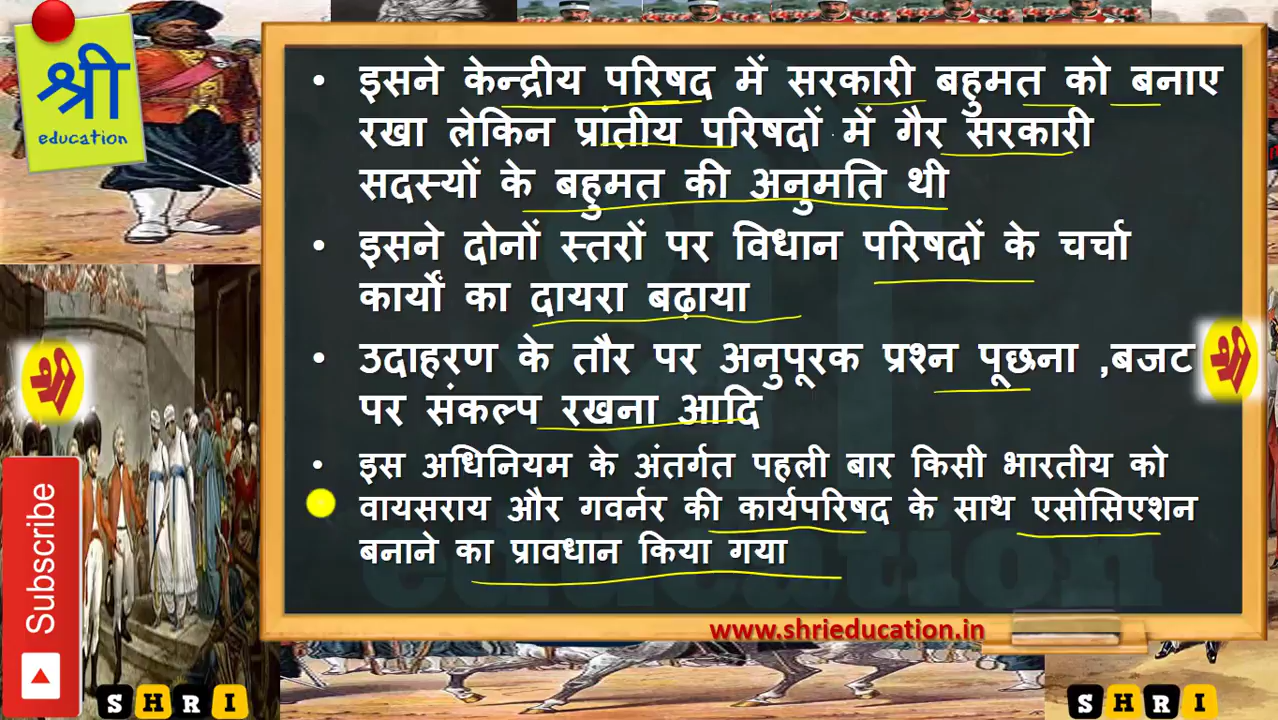 श्री
education
• इसने केन्द्रीय परिषद में सरकारी बहुमत को बनाए
रखा लेकिन प्रांतीय परिषदों में गैर सरकारी
सदस्यों के बहुमत की अनुमति थी
• इसने दोनों स्तरों पर विधान परिषदों के चर्चा
कार्यों का दायरा बढ़ाया
• उदाहरण के तौर पर अनुपूरक प्रश्न पूछना ,बजट
पर संकल्प रखना आदि
• इस अधिनियम के अंतर्गत पहली बार किसी भारतीय को
वायसराय और गवर्नर की कार्यपरिषद के साथ एसोसिएशन
बनाने का प्रावधान किया गया
education
www.shrieducation.in
श्री
श्री
Subscribe
SHRI
SHRI